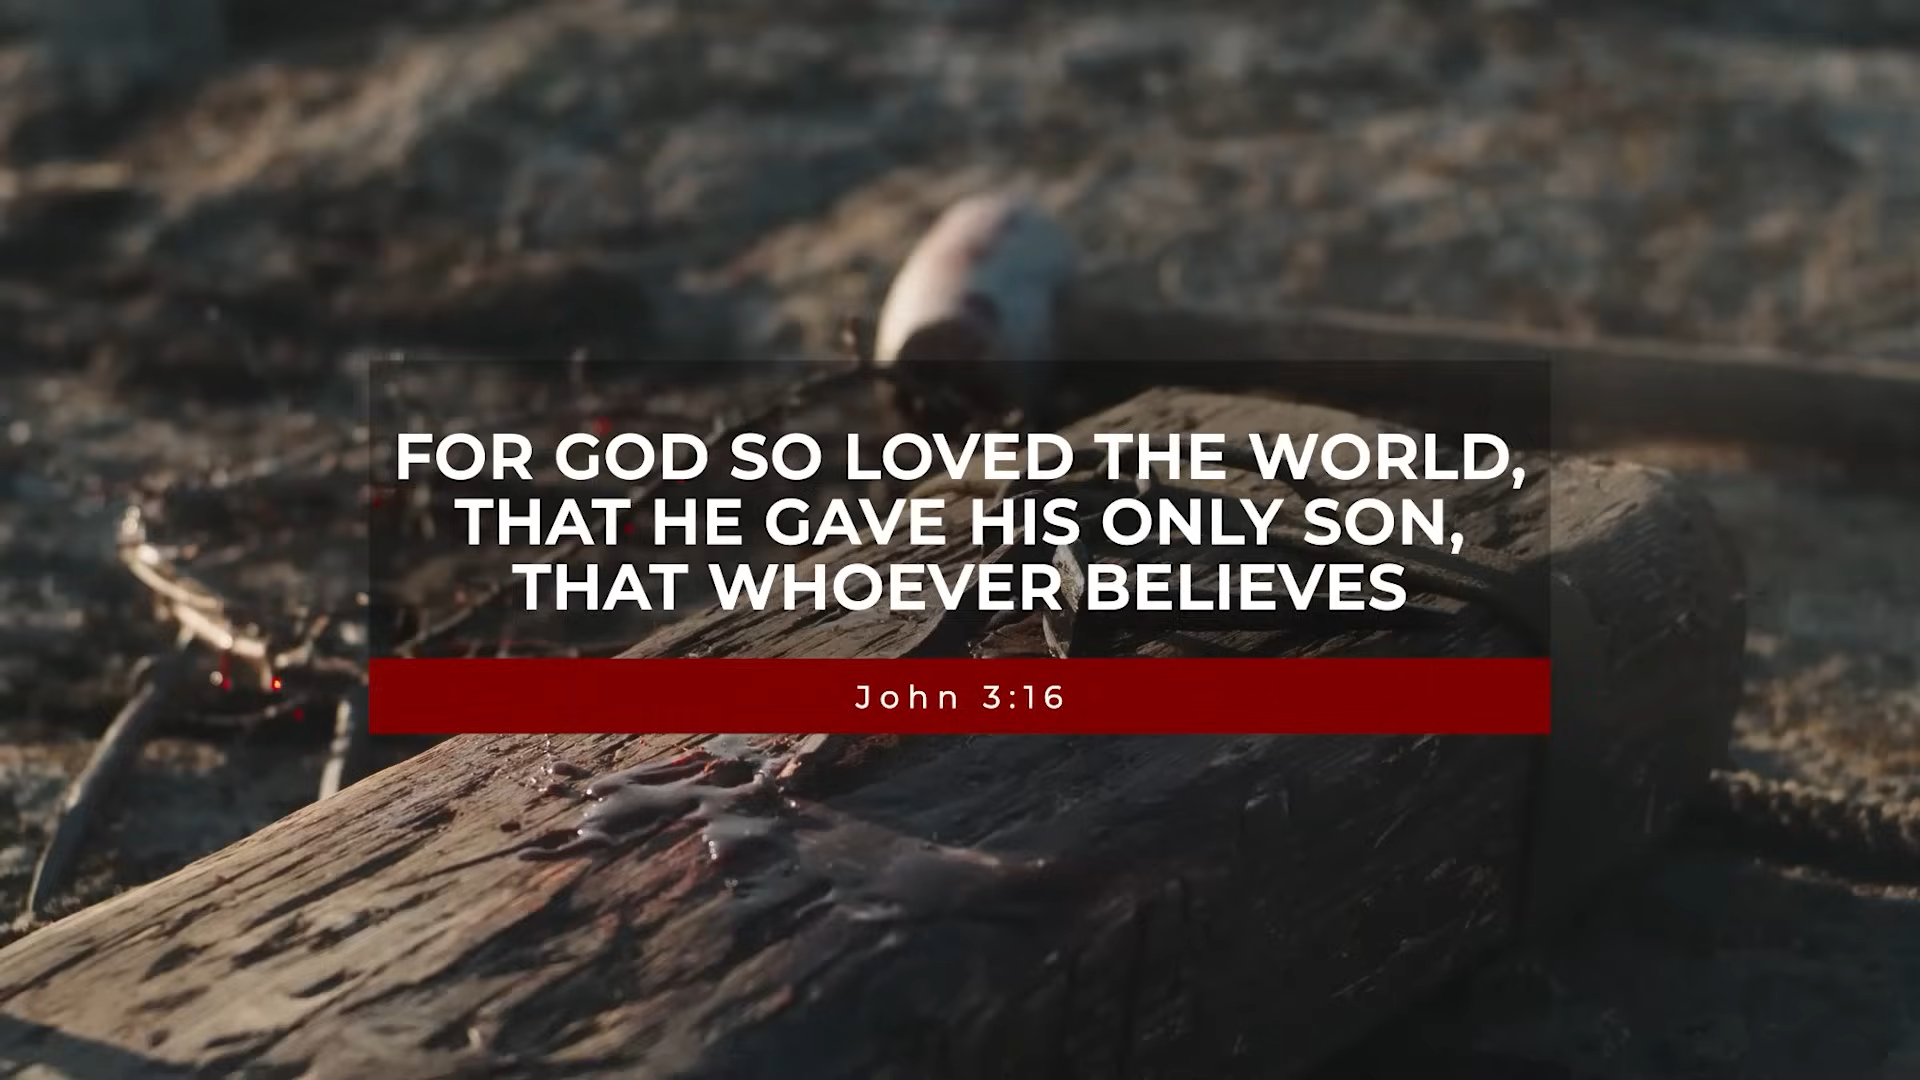 FOR GOD SO LOVED THE WORLD,
THAT HE GAVE HIS ONLY SON,
THAT WHOEVER BELIEVES
John 3:16